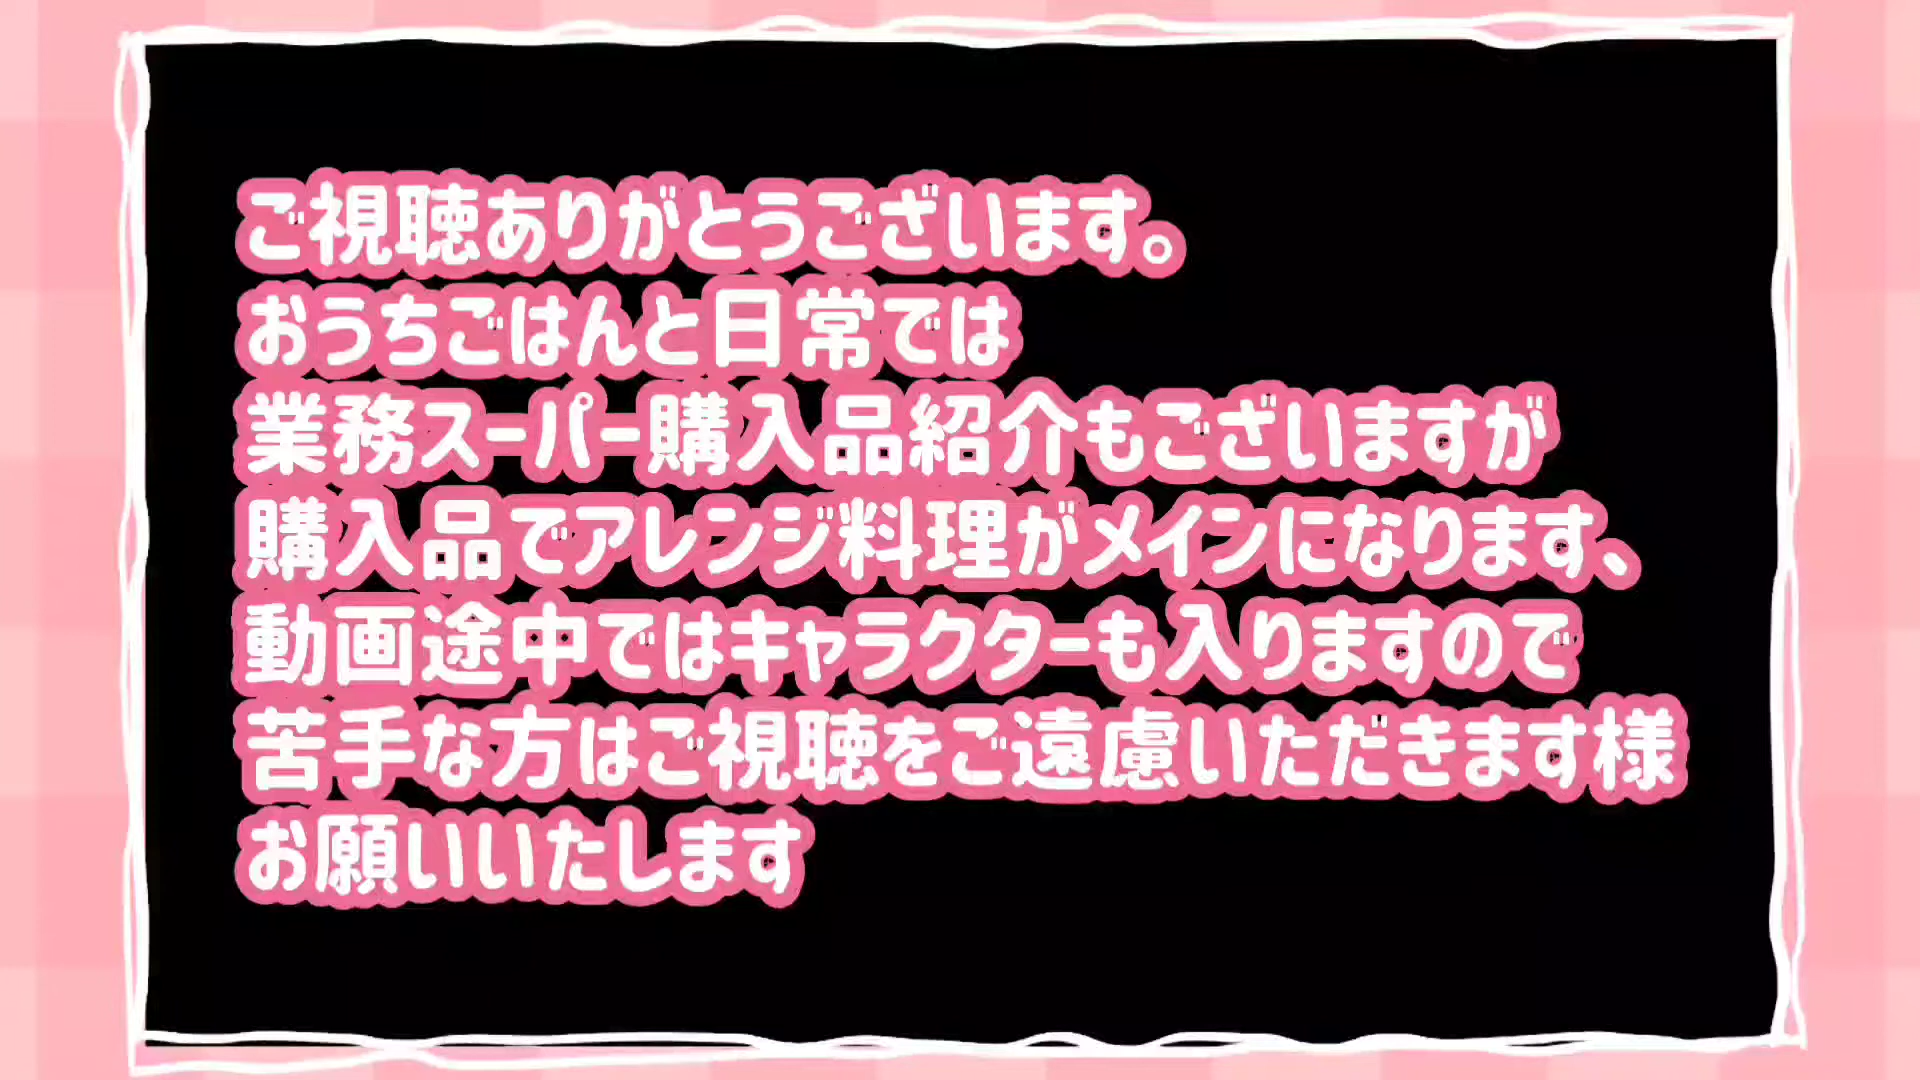 ご視聴ありがとうございます。
おうちごはんと日常では
業務スーパー購入品紹介もございますが
購入品でアレンジ料理がメインになります、
動画途中ではキャラクターも入りますので
苦手な方はご視聴をご遠慮いただきます様
お願いいたします